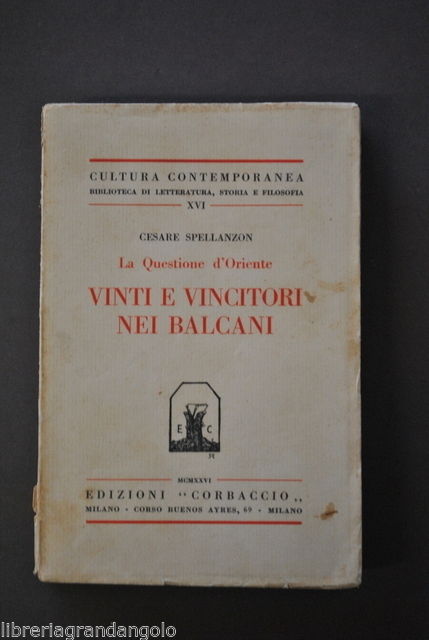 CULTURA CONTEMPORANEA
BIBLIOTECA DI LETTERATURA, STORIA E FILOSOFIA
XVI
CESARE SPELLANZON
La Questione d'Oriente
VINTI E VINCITORI
NEI BALCANI
E C
MCMXXVI
EDIZIONI “ CORBACCIO „
MILANO - CORSO BUENOS AYRES, 69 - MILANO
libreriagrandangolo